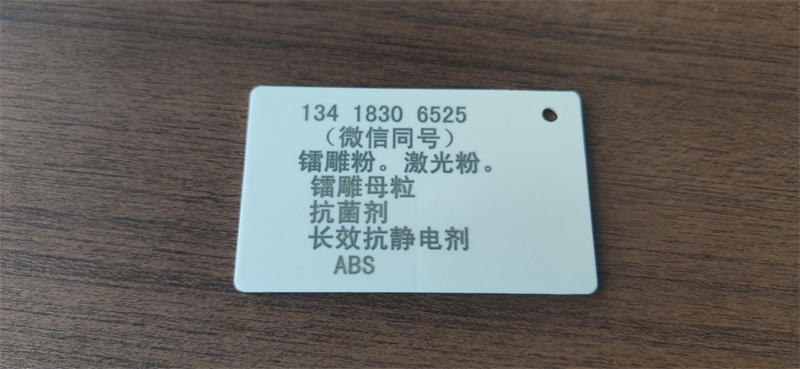 134 1830 6525
（微信同号）
镭雕粉。激光粉。
镭雕母粒
抗菌剂
长效抗静电剂
ABS